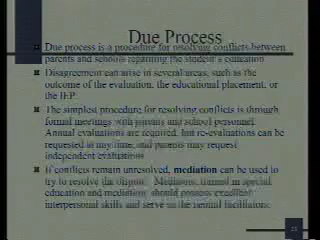 Due Process
Due process is a procedure for resolving conflicts between
parents and schools regarding the student's education
Disagreement can arise in several areas, such as the
outcome of the evaluation, the educational placement, or
the IEP.
The simplest procedure for resolving conflicts is through
formal meetings with parents and school personnel.
Annual evaluations are required, but re-evaluations can be
requested at any time, and parents may request
independent evaluations
If conflicts remain unresolved, mediation can be used to
try to resolve the dispute. Mediators, trained in special
education and mediation, should possess excellent
interpersonal skills and serve as the neutral facilitators.